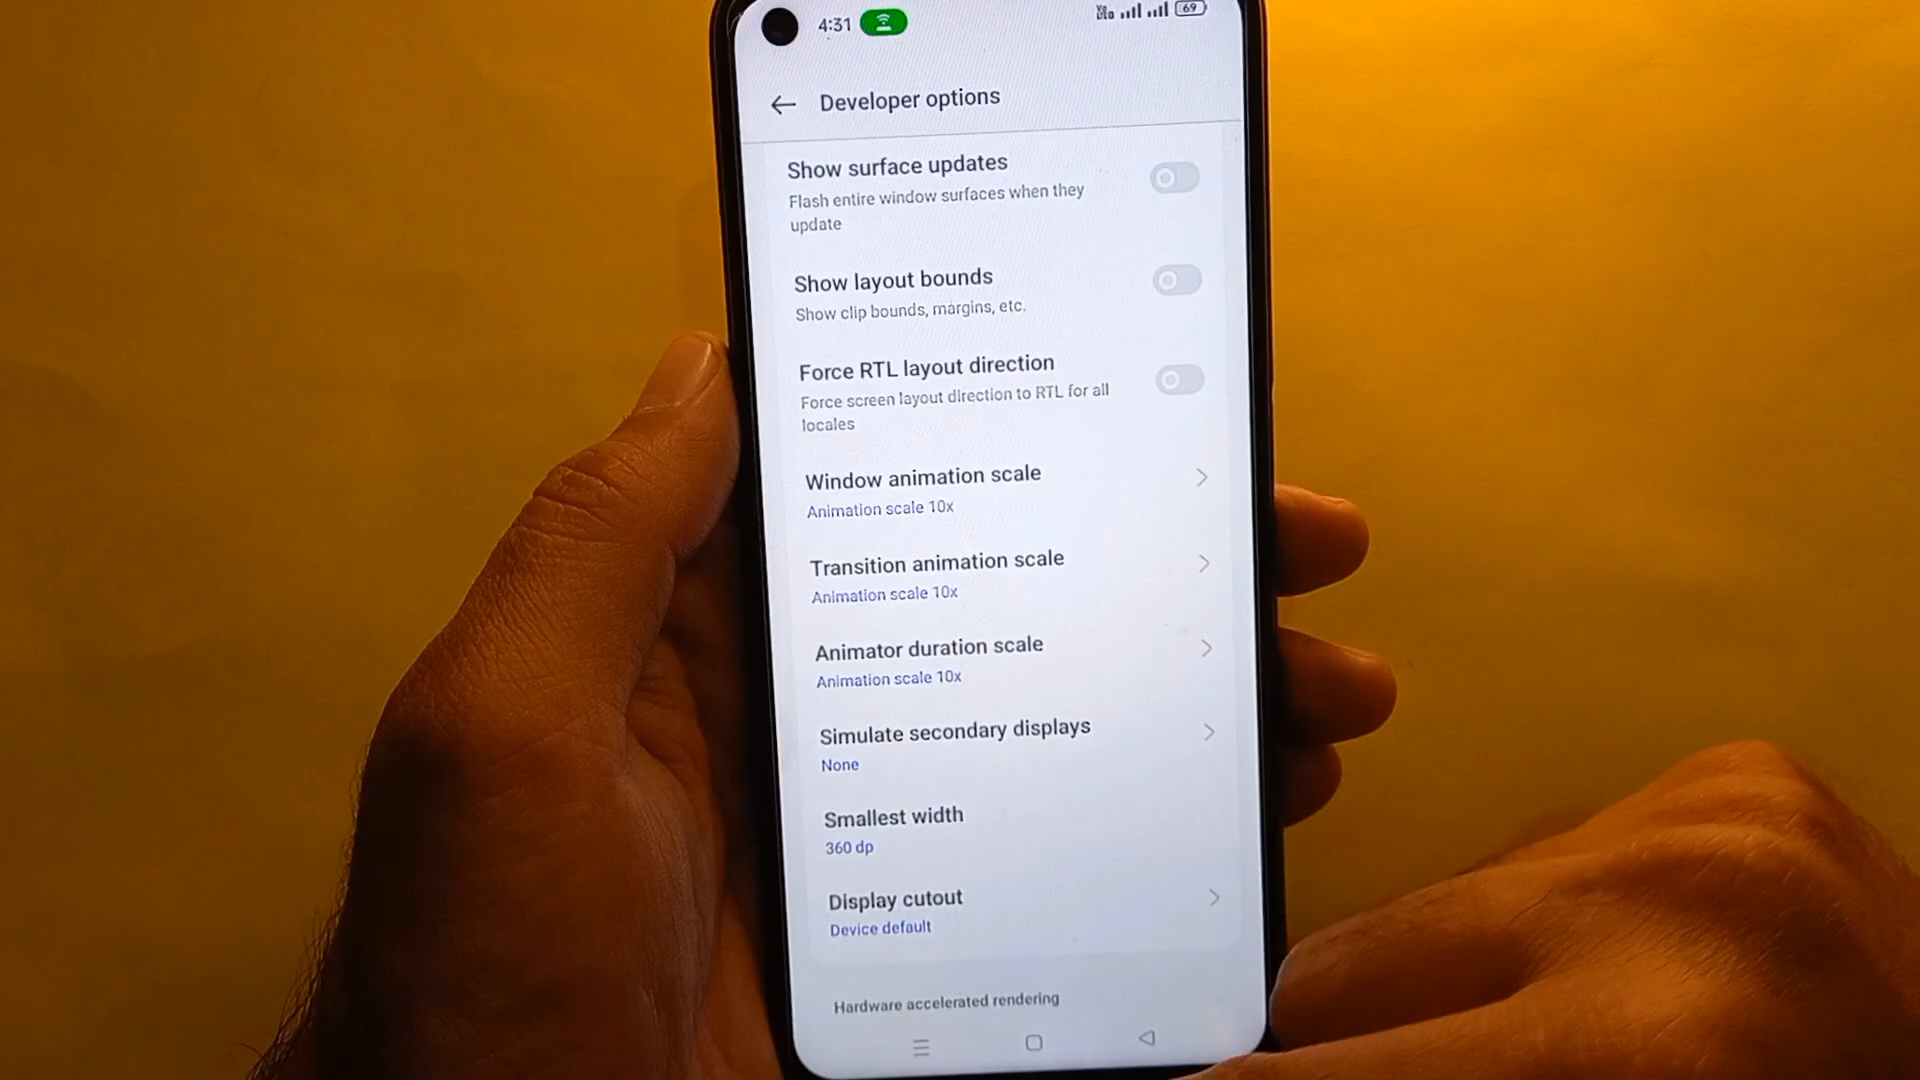 4:31
69
Developer options
Show surface updates
Flash entire window surfaces when they
update
Show layout bounds
Show clip bounds, margins, etc.
Force RTL layout direction
Force screen layout direction to RTL for all
locales
Window animation scale
Animation scale 10x
Transition animation scale
Animation scale 10x
Animator duration scale
Animation scale 10x
Simulate secondary displays
None
Smallest width
360 dp
Display cutout
Device default
Hardware accelerated rendering